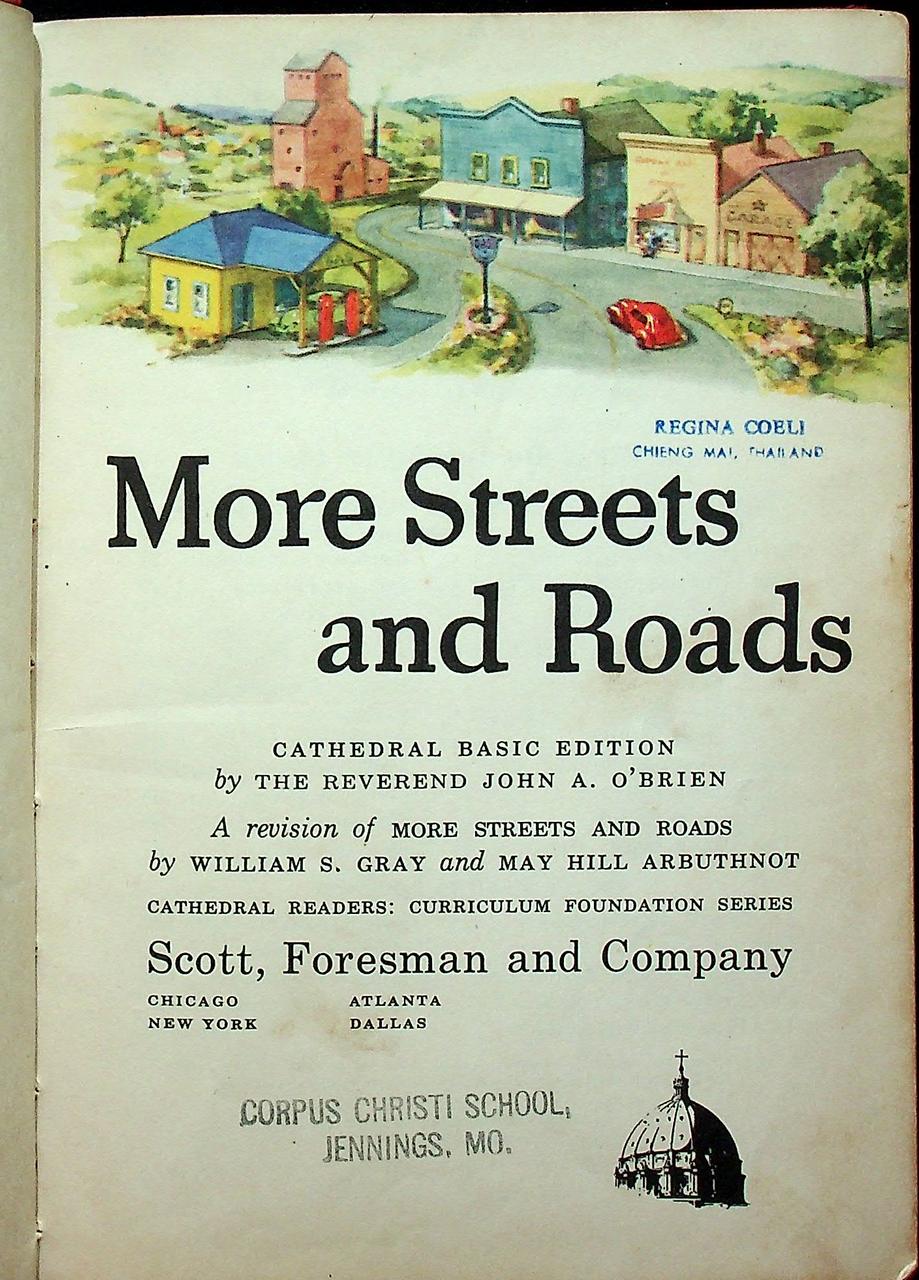 GAS
GARAGE
REGINA COELI
CHIENG MAI, THAILAND
More Streets
and Roads
CATHEDRAL BASIC EDITION
by THE REVEREND JOHN A. O'BRIEN
A revision of MORE STREETS AND ROADS
by WILLIAM S. GRAY and MAY HILL ARBUTHNOT
CATHEDRAL READERS: CURRICULUM FOUNDATION SERIES
Scott, Foresman and Company
CHICAGO ATLANTA
NEW YORK DALLAS
CORPUS CHRISTI SCHOOL,
JENNINGS, MO.